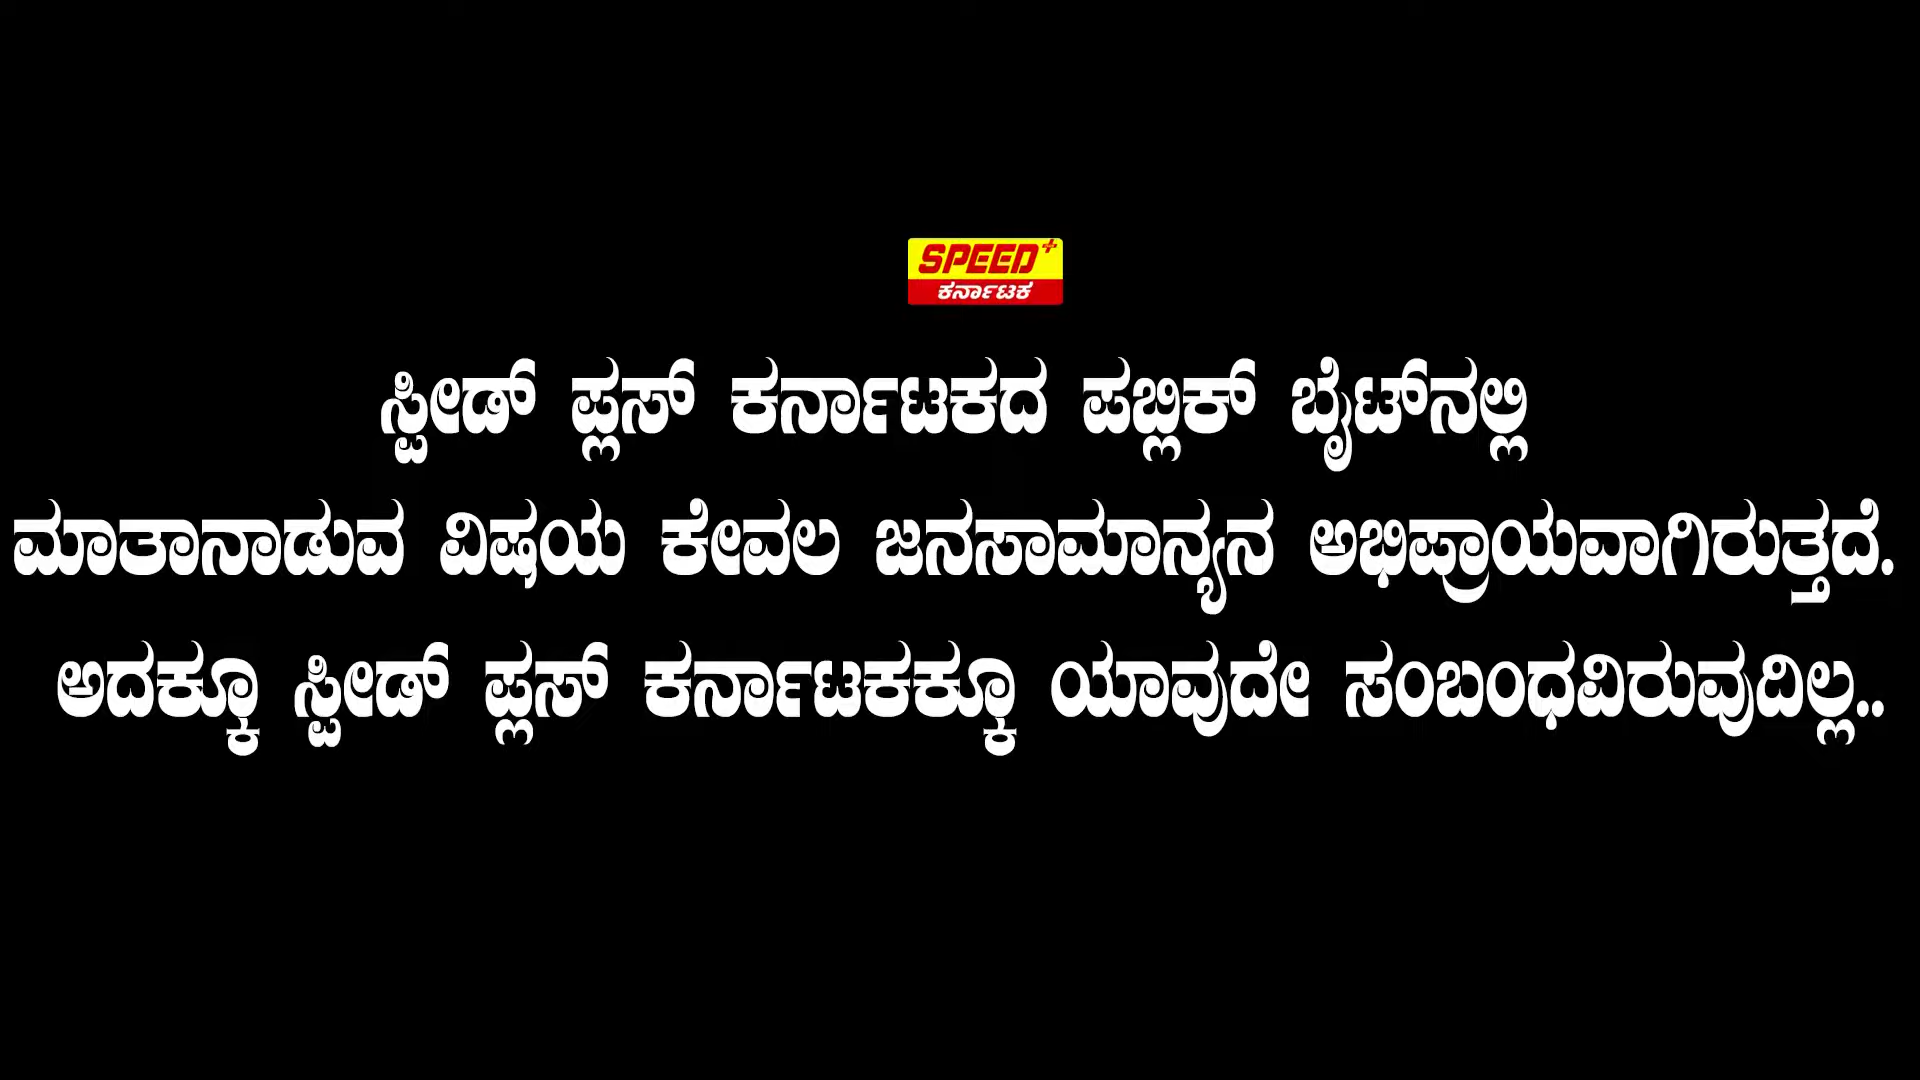 SPEED+
ಕರ್ನಾಟಕ
ಸ್ಪೀಡ್ ಪ್ಲಸ್ ಕರ್ನಾಟಕದ ಪಬ್ಲಿಕ್ ಬೈಟ್‌ನಲ್ಲಿ
ಮಾತಾನಾಡುವ ವಿಷಯ ಕೇವಲ ಜನಸಾಮಾನ್ಯನ ಅಭಿಪ್ರಾಯವಾಗಿರುತ್ತದೆ.
ಅದಕ್ಕೂ ಸ್ಪೀಡ್ ಪ್ಲಸ್ ಕರ್ನಾಟಕಕ್ಕೂ ಯಾವುದೇ ಸಂಬಂಧವಿರುವುದಿಲ್ಲ..